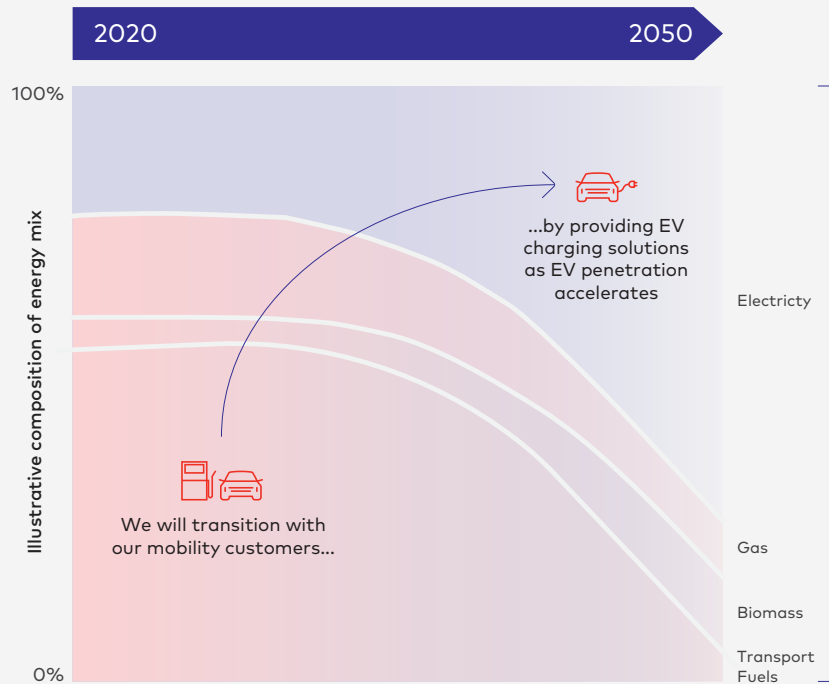 2020 2050
100%
Illustrative composition of energy mix
...by providing EV
charging solutions
as EV penetration
accelerates
Electricty
We will transition with
our mobility customers...
Gas
Biomass
Transport
Fuels
0%